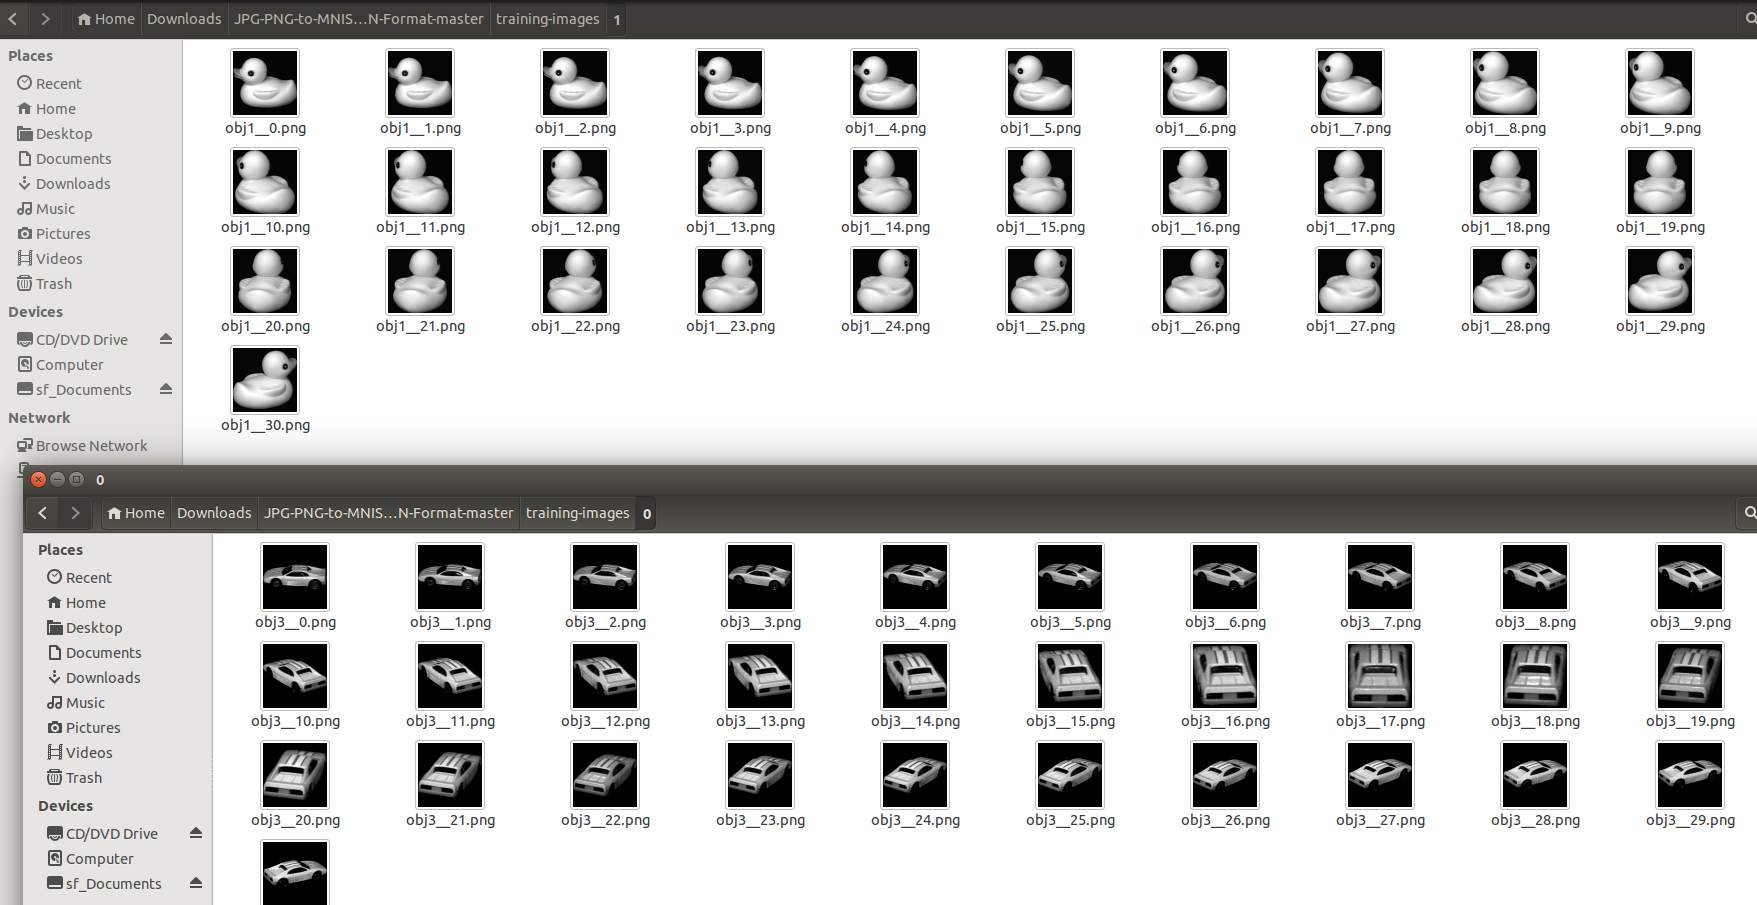 Home Downloads JPG-PNG-to-MNIS…N-Format-master training-images 1
Places
Recent
Home
Desktop
Documents
Downloads
Music
Pictures
Videos
Trash
Devices
CD/DVD Drive
Computer
sf_Documents
Network
Browse Network
obj1__0.png obj1__1.png obj1__2.png obj1__3.png obj1__4.png obj1__5.png obj1__6.png obj1__7.png obj1__8.png obj1__9.png
obj1__10.png obj1__11.png obj1__12.png obj1__13.png obj1__14.png obj1__15.png obj1__16.png obj1__17.png obj1__18.png obj1__19.png
obj1__20.png obj1__21.png obj1__22.png obj1__23.png obj1__24.png obj1__25.png obj1__26.png obj1__27.png obj1__28.png obj1__29.png
obj1__30.png
0
Home Downloads JPG-PNG-to-MNIS…N-Format-master training-images 0
Places
Recent
Home
Desktop
Documents
Downloads
Music
Pictures
Videos
Trash
Devices
CD/DVD Drive
Computer
sf_Documents
obj3__0.png obj3__1.png obj3__2.png obj3__3.png obj3__4.png obj3__5.png obj3__6.png obj3__7.png obj3__8.png obj3__9.png
obj3__10.png obj3__11.png obj3__12.png obj3__13.png obj3__14.png obj3__15.png obj3__16.png obj3__17.png obj3__18.png obj3__19.png
obj3__20.png obj3__21.png obj3__22.png obj3__23.png obj3__24.png obj3__25.png obj3__26.png obj3__27.png obj3__28.png obj3__29.png